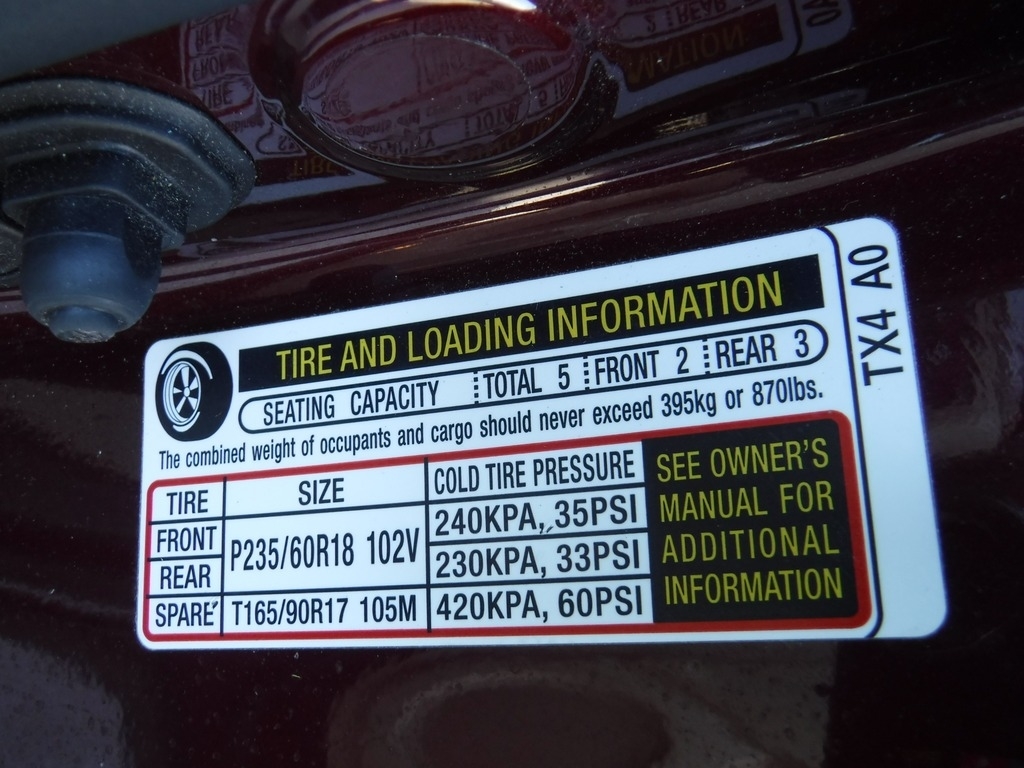 TIRE AND LOADING INFORMATION
SEATING CAPACITY TOTAL 5 FRONT 2 REAR 3
The combined weight of occupants and cargo should never exceed 395kg or 870lbs.
TIRE SIZE COLD TIRE PRESSURE
FRONT P235/60R18 102V 240KPA, 35PSI
REAR 230KPA, 33PSI
SPARE T165/90R17 105M 420KPA, 60PSI
SEE OWNER'S
MANUAL FOR
ADDITIONAL
INFORMATION
TX4 A0